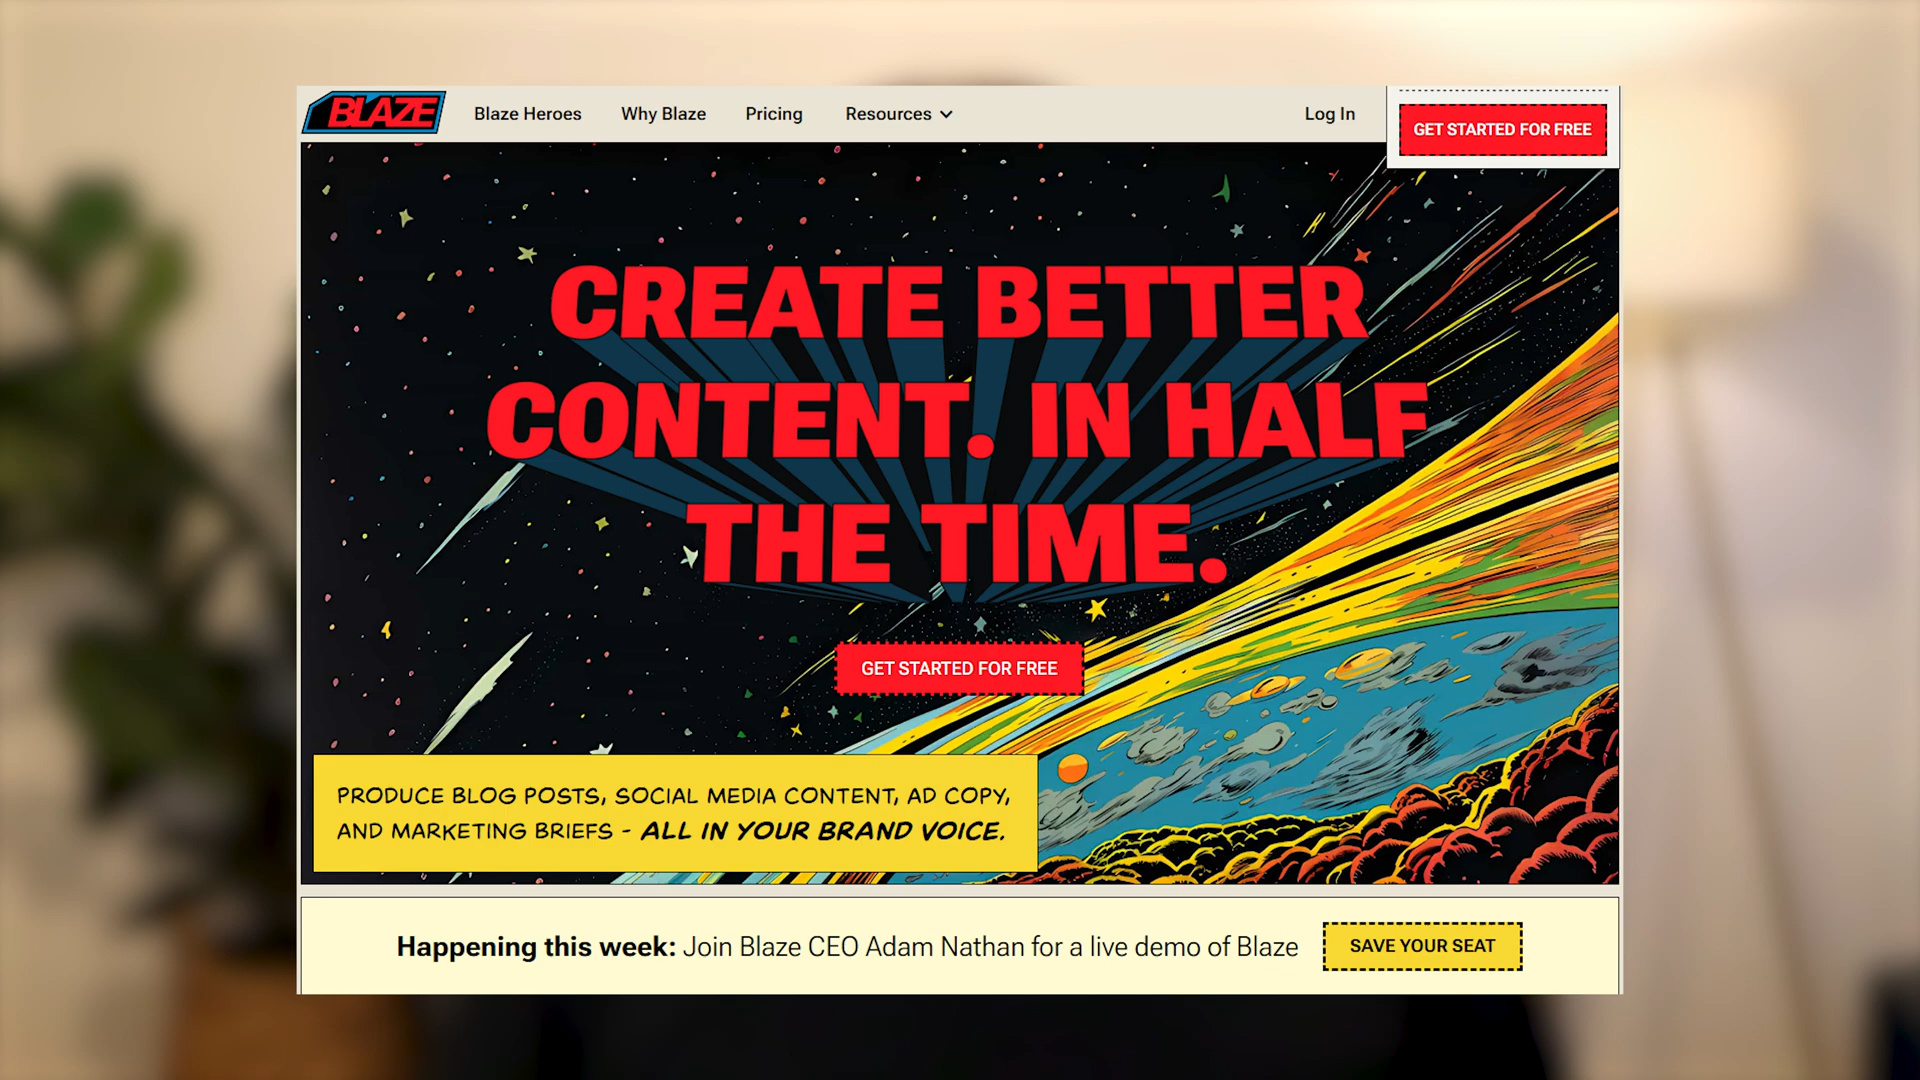 BLAZE
Blaze Heroes
Why Blaze
Pricing
Resources
Log In
GET STARTED FOR FREE
CREATE BETTER
CONTENT. IN HALF
THE TIME.
GET STARTED FOR FREE
PRODUCE BLOG POSTS, SOCIAL MEDIA CONTENT, AD COPY,
AND MARKETING BRIEFS - ALL IN YOUR BRAND VOICE.
Happening this week: Join Blaze CEO Adam Nathan for a live demo of Blaze
SAVE YOUR SEAT